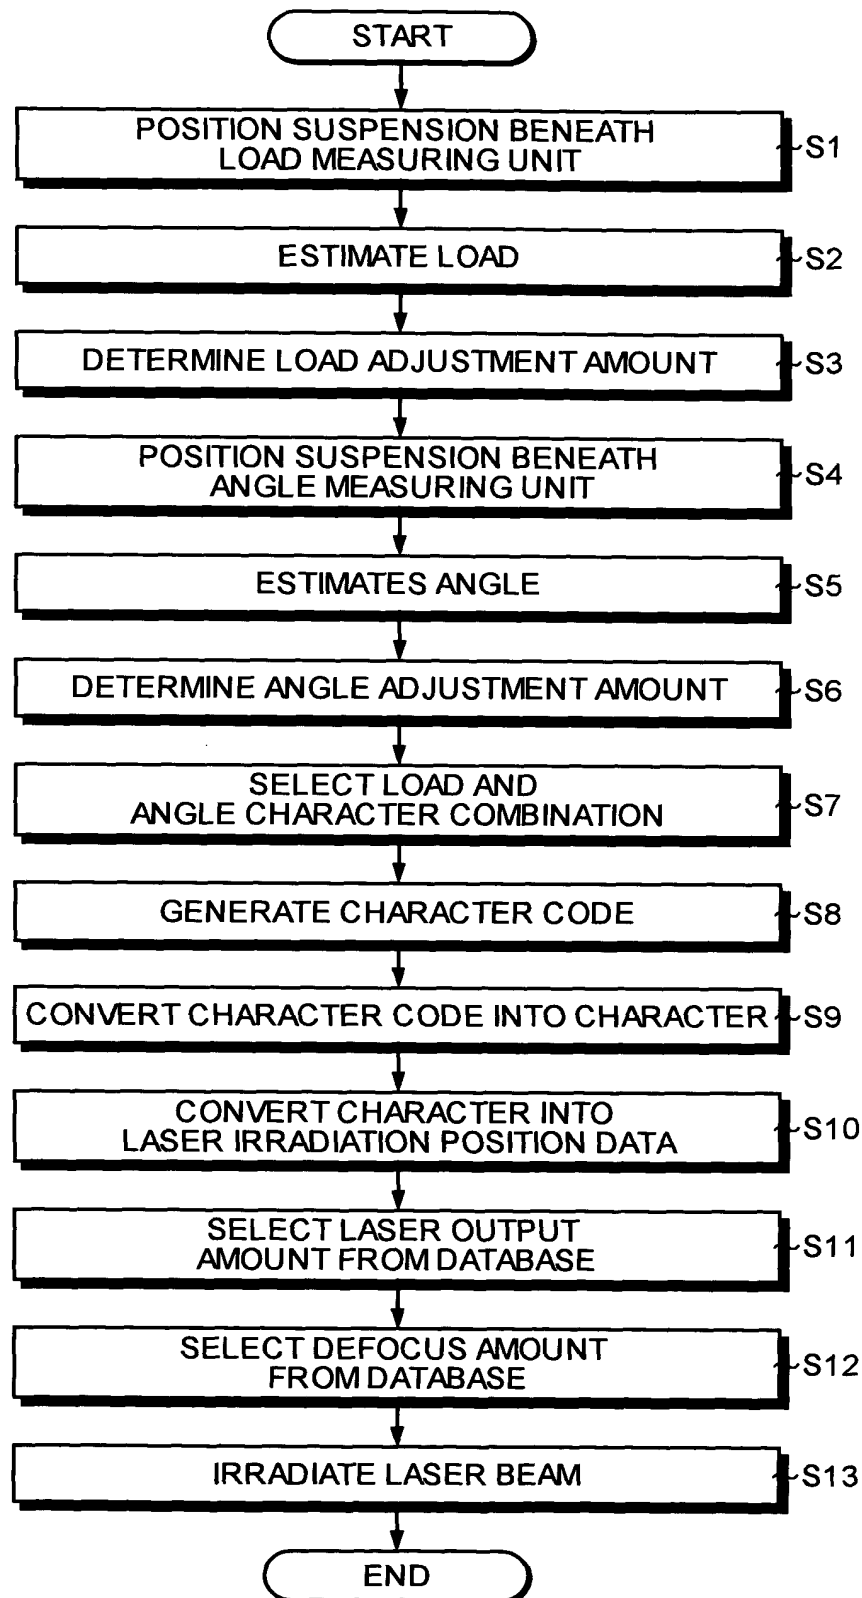 START
POSITION SUSPENSION BENEATH
LOAD MEASURING UNIT
S1
ESTIMATE LOAD
S2
DETERMINE LOAD ADJUSTMENT AMOUNT
S3
POSITION SUSPENSION BENEATH
ANGLE MEASURING UNIT
S4
ESTIMATES ANGLE
S5
DETERMINE ANGLE ADJUSTMENT AMOUNT
S6
SELECT LOAD AND
ANGLE CHARACTER COMBINATION
S7
GENERATE CHARACTER CODE
S8
CONVERT CHARACTER CODE INTO CHARACTER
S9
CONVERT CHARACTER INTO
LASER IRRADIATION POSITION DATA
S10
SELECT LASER OUTPUT
AMOUNT FROM DATABASE
S11
SELECT DEFOCUS AMOUNT
FROM DATABASE
S12
IRRADIATE LASER BEAM
S13
END